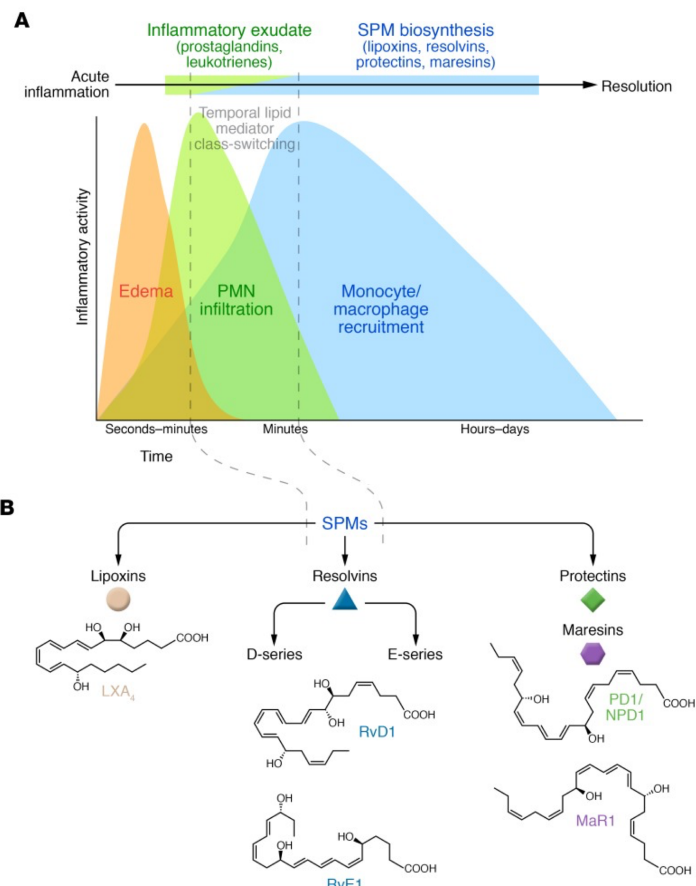 A
Inflammatory exudate
(prostaglandins,
leukotrienes)
SPM biosynthesis
(lipoxins, resolvins,
protectins, maresins)
Acute
inflammation
Resolution
Temporal lipid
mediator
class-switching
Inflammatory activity
Edema
PMN
infiltration
Monocyte/
macrophage
recruitment
Seconds–minutes
Minutes
Hours–days
Time
B
SPMs
Lipoxins
Resolvins
Protectins
Maresins
D-series
E-series
HO
OH
COOH
OH
LXA4
HO
OH
COOH
HO
RvD1
OH
OH
HO
COOH
RvE1
OH
OH
COOH
PD1/
NPD1
OH
OH
COOH
MaR1